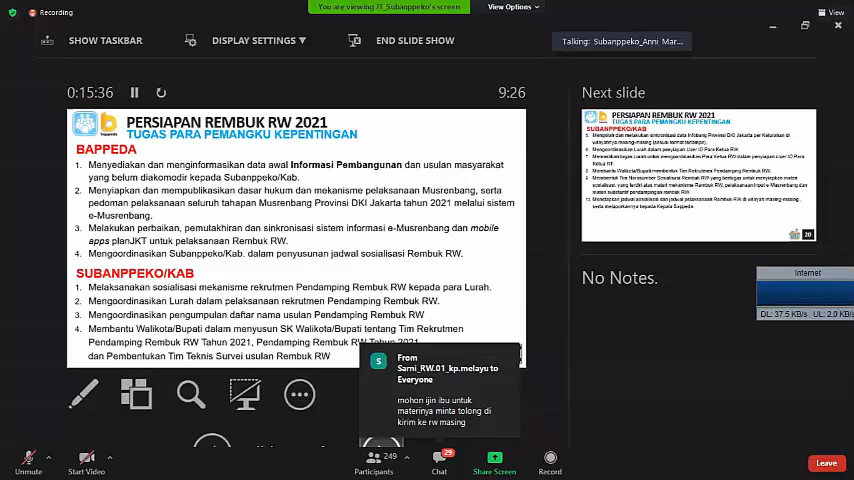 Recording
You are viewing JT_Subanppeko's screen
View Options
View
SHOW TASKBAR
DISPLAY SETTINGS ▼
END SLIDE SHOW
Talking: Subanppeko_Anni Mar...
0:15:36
9:26
PERSIAPAN REMBUK RW 2021
TUGAS PARA PEMANGKU KEPENTINGAN
BAPPEDA
1. Menyediakan dan menginformasikan data awal Informasi Pembangunan dan usulan masyarakat
yang belum diakomodir kepada Subanppeko/Kab.
2. Menyiapkan dan mempublikasikan dasar hukum dan mekanisme pelaksanaan Musrenbang, serta
pedoman pelaksanaan seluruh tahapan Musrenbang Provinsi DKI Jakarta tahun 2021 melalui sistem
e-Musrenbang.
3. Melakukan perbaikan, pemutakhiran dan sinkronisasi sistem informasi e-Musrenbang dan mobile
apps planJKT untuk pelaksanaan Rembuk RW.
4. Mengoordinasikan Subanppeko/Kab. dalam penyusunan jadwal sosialisasi Rembuk RW.
SUBANPPEKO/KAB
1. Melaksanakan sosialisasi mekanisme rekrutmen Pendamping Rembuk RW kepada para Lurah.
2. Mengoordinasikan Lurah dalam pelaksanaan rekrutmen Pendamping Rembuk RW.
3. Mengoordinasikan pengumpulan daftar nama usulan Pendamping Rembuk RW
4. Membantu Walikota/Bupati dalam menyusun SK Walikota/Bupati tentang Tim Rekrutmen
Pendamping Rembuk RW Tahun 2021, Pendamping Rembuk RW Tahun 2021
dan Pembentukan Tim Teknis Survei usulan Rembuk RW
Next slide
PERSIAPAN REMBUK RW 2021
TUGAS PARA PEMANGKU KEPENTINGAN
SUBANPPEKO/KAB
20
No Notes.
Internet
DL: 37.5 KB/s UL: 2.0 KB/s
S
From
Sarni_RW.01_kp.melayu to
Everyone
mohon ijin ibu untuk
materinya minta tolong di
kirim ke rw masing
Unmute
Start Video
249
Participants
29
Chat
Share Screen
Record
Leave